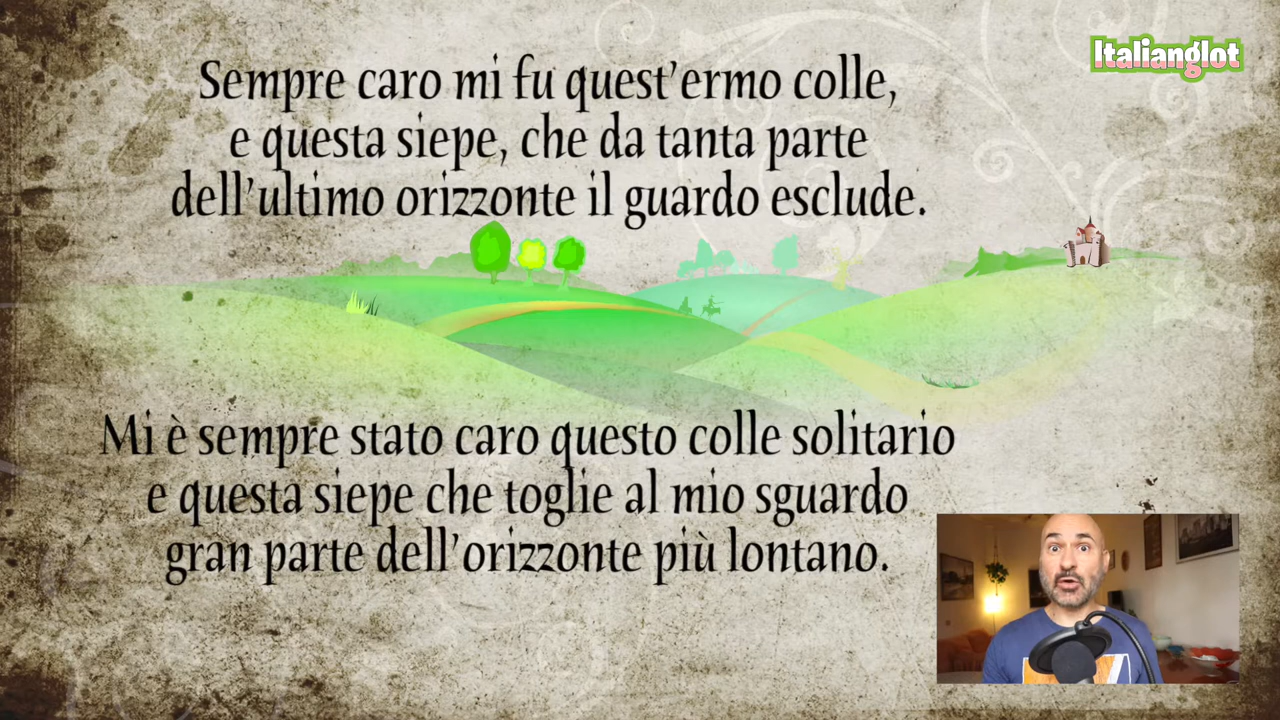 Italianglot
Sempre caro mi fu quest'ermo colle,
e questa siepe, che da tanta parte
dell'ultimo orizzonte il guardo esclude.
Mi è sempre stato caro questo colle solitario
e questa siepe che toglie al mio sguardo
gran parte dell'orizzonte più lontano.